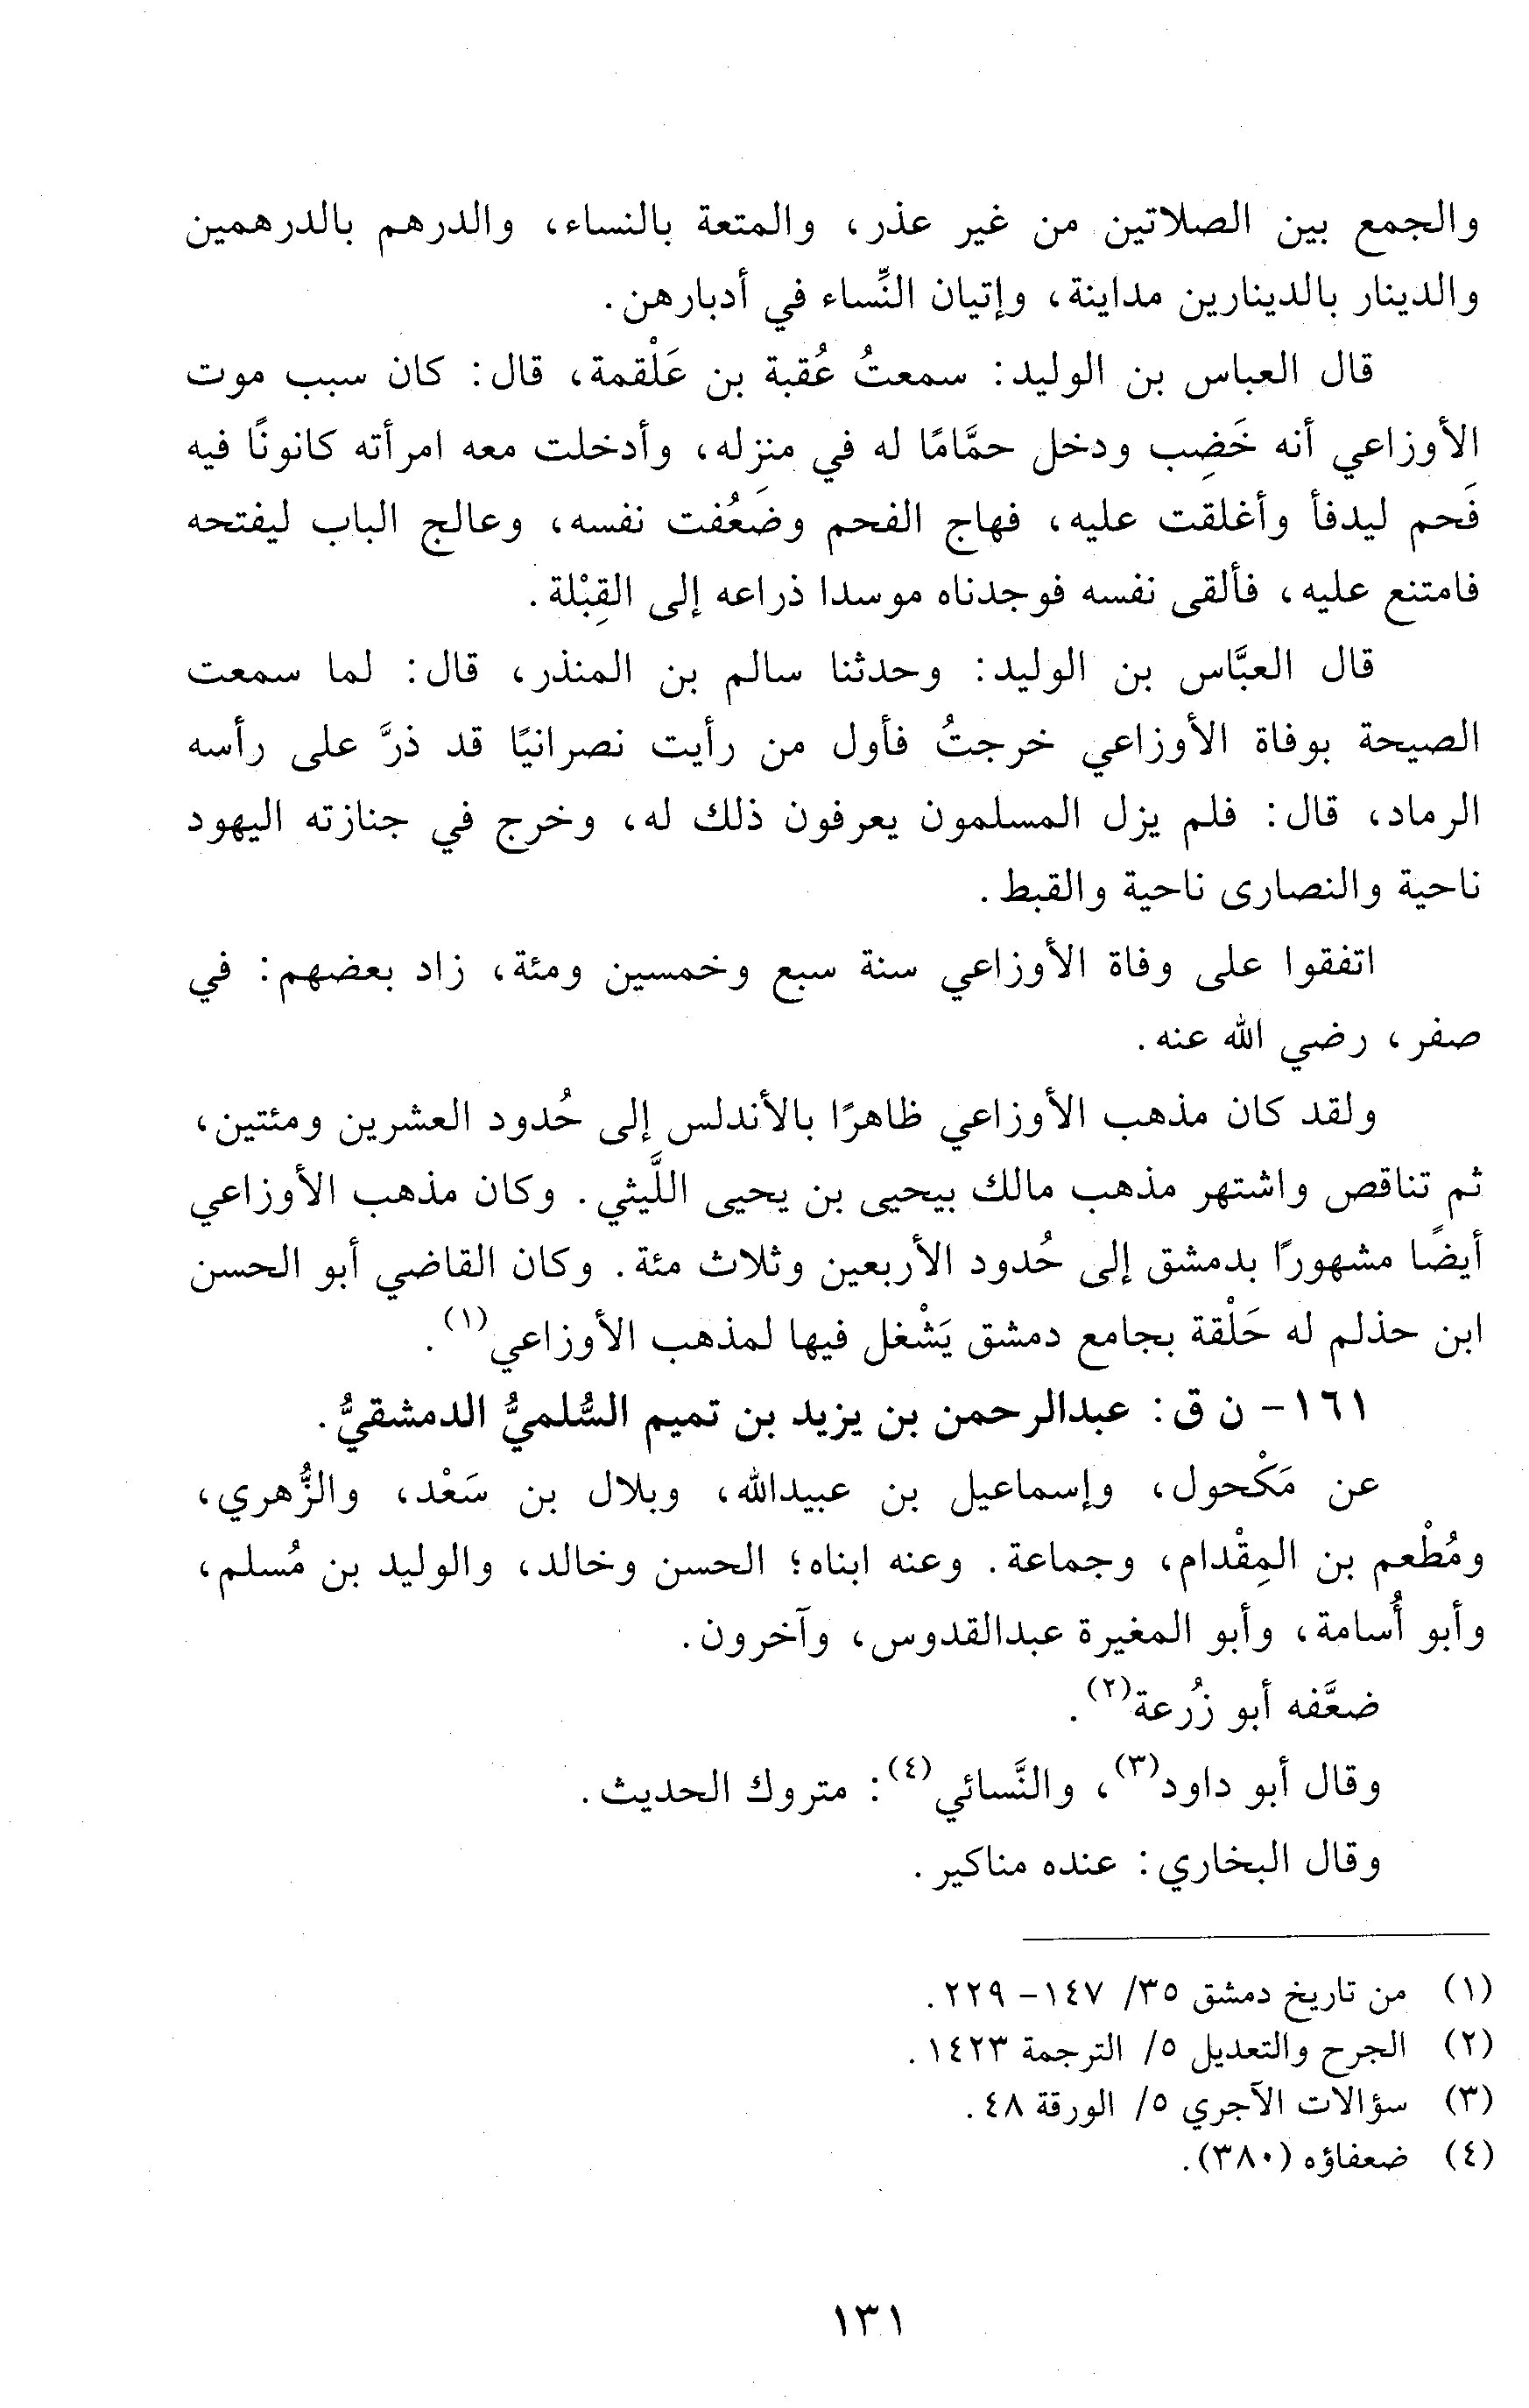 والجمع بين الصلاتين من غير عذر، والمتعة بالنساء، والدرهم بالدرهمين
والدينار بالدينارين مداينة، وإتيان النِّساء في أدبارهن.
قال العباس بن الوليد: سمعتُ عُقبة بن عَلْقمة، قال: كان سبب موت
الأوزاعي أنه خَضِب ودخل حمَّامًا له في منزله، وأدخلت معه امرأته كانونًا فيه
فَحم ليدفأ وأغلقت عليه، فهاج الفحم وضَعُفت نفسه، وعالج الباب ليفتحه
فامتنع عليه، فألقى نفسه فوجدناه موسدا ذراعه إلى القِبْلة.
قال العبَّاس بن الوليد: وحدثنا سالم بن المنذر، قال: لما سمعت
الصيحة بوفاة الأوزاعي خرجتُ فأول من رأيت نصرانيًا قد ذرَّ على رأسه
الرماد، قال: فلم يزل المسلمون يعرفون ذلك له، وخرج في جنازته اليهود
ناحية والنصارى ناحية والقبط.
اتفقوا على وفاة الأوزاعي سنة سبع وخمسين ومئة، زاد بعضهم: في
صفر، رضي الله عنه.
ولقد كان مذهب الأوزاعي ظاهرًا بالأندلس إلى حُدود العشرين ومئتين،
ثم تناقص واشتهر مذهب مالك بيحيى بن يحيى اللَّيثي. وكان مذهب الأوزاعي
أيضًا مشهورًا بدمشق إلى حُدود الأربعين وثلاث مئة. وكان القاضي أبو الحسن
ابن حذلم له حَلْقة بجامع دمشق يَشْغل فيها لمذهب الأوزاعي(١).
١٦١- ن ق: عبدالرحمن بن يزيد بن تميم السُّلميُّ الدمشقيُّ.
عن مَكْحول، وإسماعيل بن عبيدالله، وبلال بن سَعْد، والزُّهري،
ومُطْعم بن المِقْدام، وجماعة. وعنه ابناه؛ الحسن وخالد، والوليد بن مُسلم،
وأبو أُسامة، وأبو المغيرة عبدالقدوس، وآخرون.
ضعَّفه أبو زُرعة(٢).
وقال أبو داود(٣)، والنَّسائي(٤): متروك الحديث.
وقال البخاري: عنده مناكير.
(١) من تاريخ دمشق ٣٥/ ١٤٧- ٢٢٩.
(٢) الجرح والتعديل ٥/ الترجمة ١٤٢٣.
(٣) سؤالات الآجري ٥/ الورقة ٤٨.
(٤) ضعفاؤه (٣٨٠).
١٣١